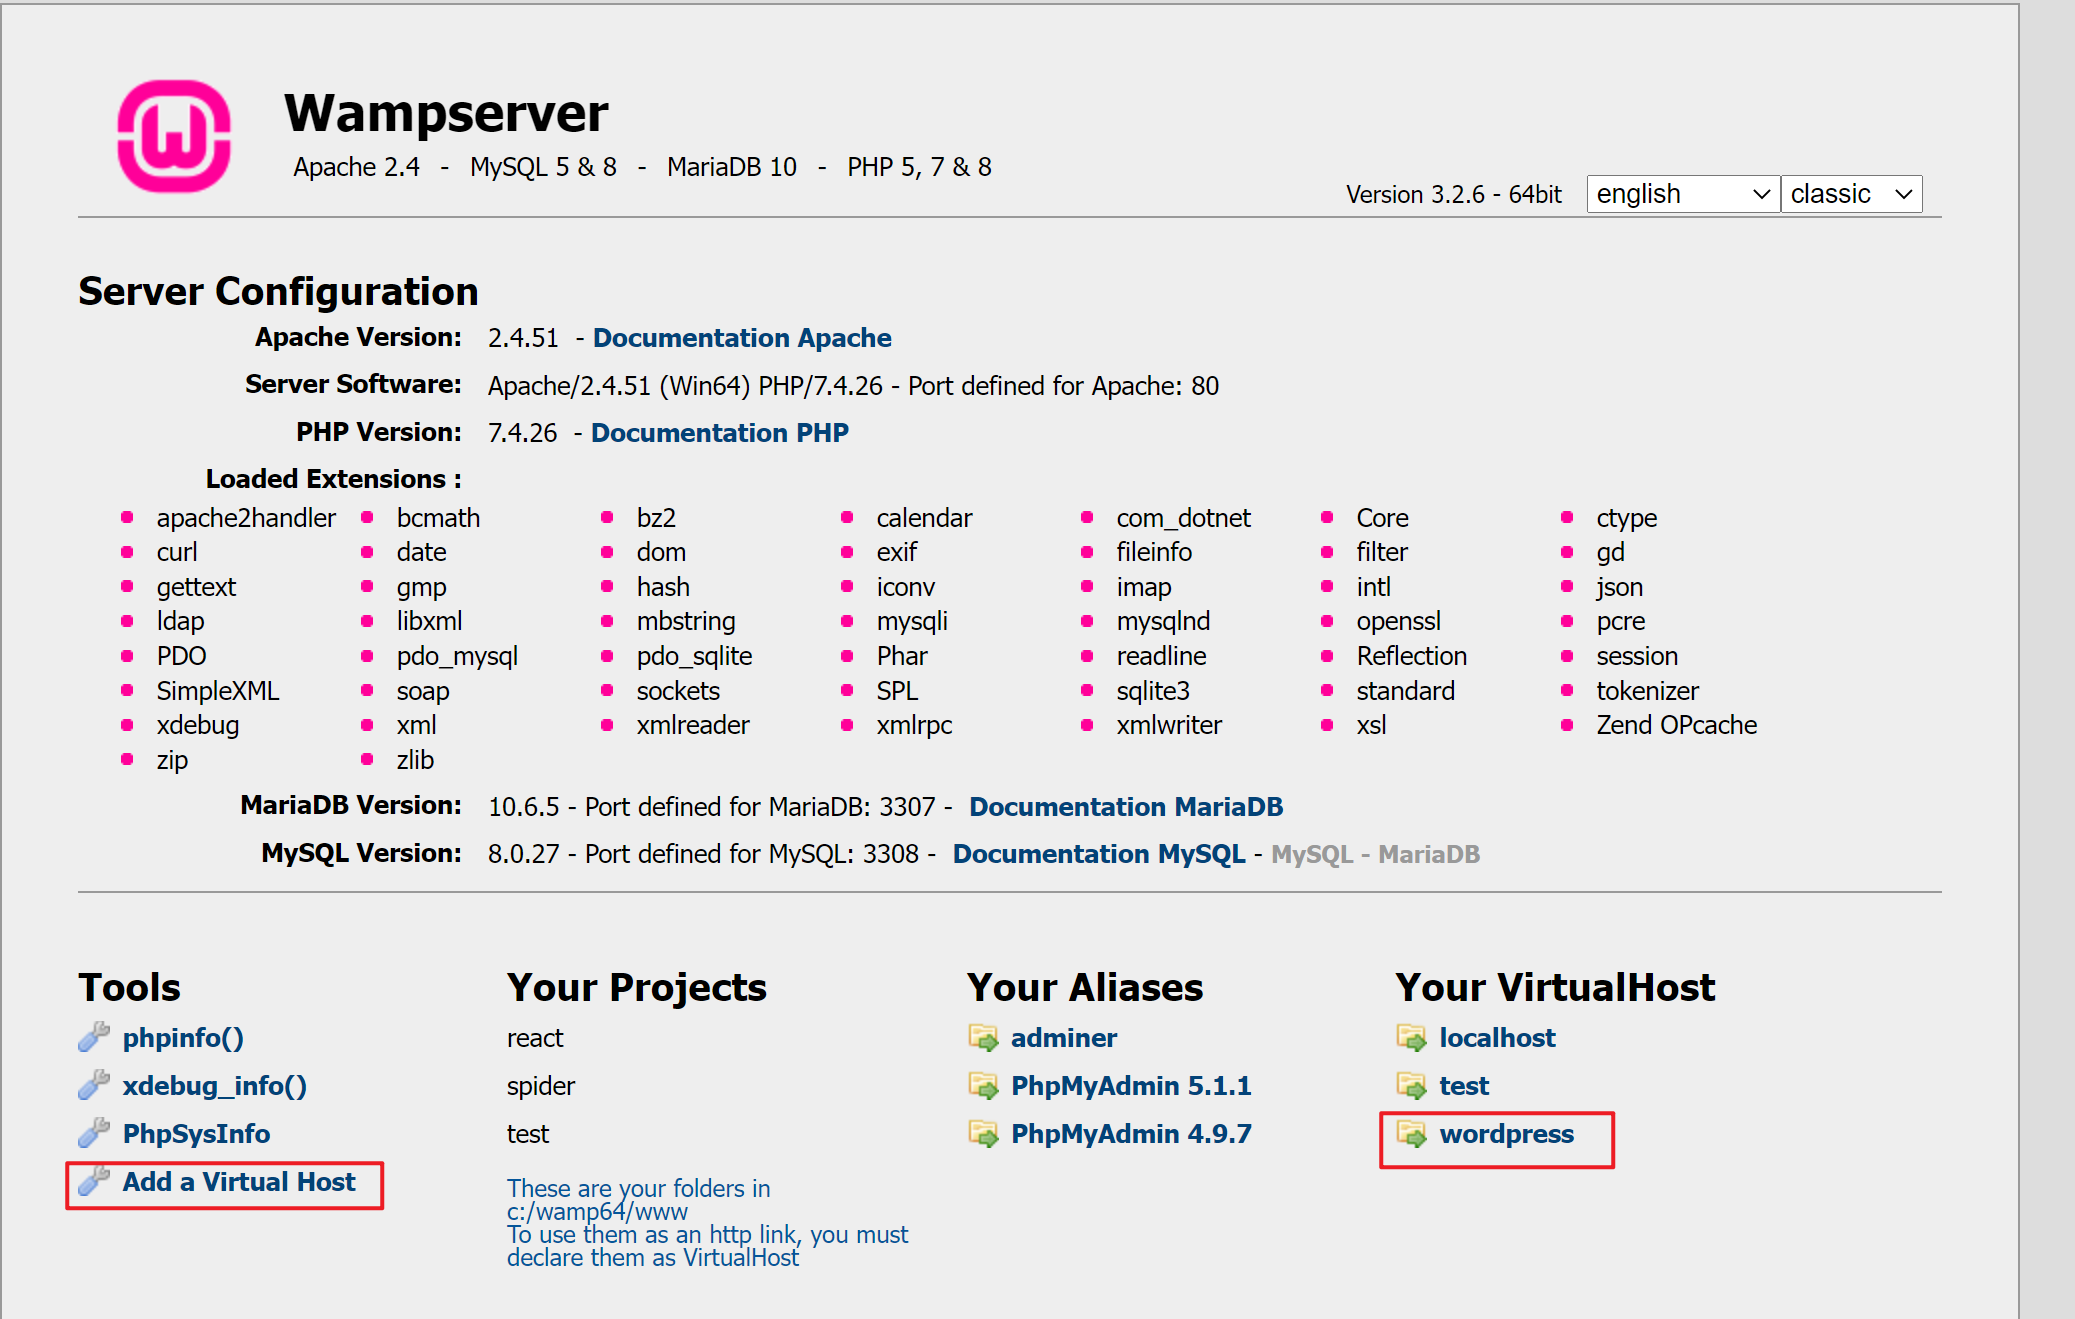 Wampserver
Apache 2.4 - MySQL 5 & 8 - MariaDB 10 - PHP 5, 7 & 8
Version 3.2.6 - 64bit english classic
Server Configuration
Apache Version: 2.4.51 - Documentation Apache
Server Software: Apache/2.4.51 (Win64) PHP/7.4.26 - Port defined for Apache: 80
PHP Version: 7.4.26 - Documentation PHP
Loaded Extensions :
apache2handler bcmath bz2 calendar com_dotnet Core ctype
curl date dom exif fileinfo filter gd
gettext gmp hash iconv imap intl json
ldap libxml mbstring mysqli mysqlnd openssl pcre
PDO pdo_mysql pdo_sqlite Phar readline Reflection session
SimpleXML soap sockets SPL sqlite3 standard tokenizer
xdebug xml xmlreader xmlrpc xmlwriter xsl Zend OPcache
zip zlib
MariaDB Version: 10.6.5 - Port defined for MariaDB: 3307 - Documentation MariaDB
MySQL Version: 8.0.27 - Port defined for MySQL: 3308 - Documentation MySQL - MySQL - MariaDB
Tools
phpinfo()
xdebug_info()
PhpSysInfo
Add a Virtual Host
Your Projects
react
spider
test
These are your folders in
c:/wamp64/www
To use them as an http link, you must
declare them as VirtualHost
Your Aliases
adminer
PhpMyAdmin 5.1.1
PhpMyAdmin 4.9.7
Your VirtualHost
localhost
test
wordpress